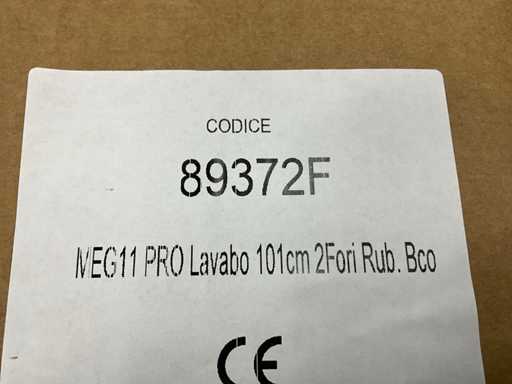 CODICE
89372F
MEG11 PRO Lavabo 101cm 2Fori Rub. Bco
CE